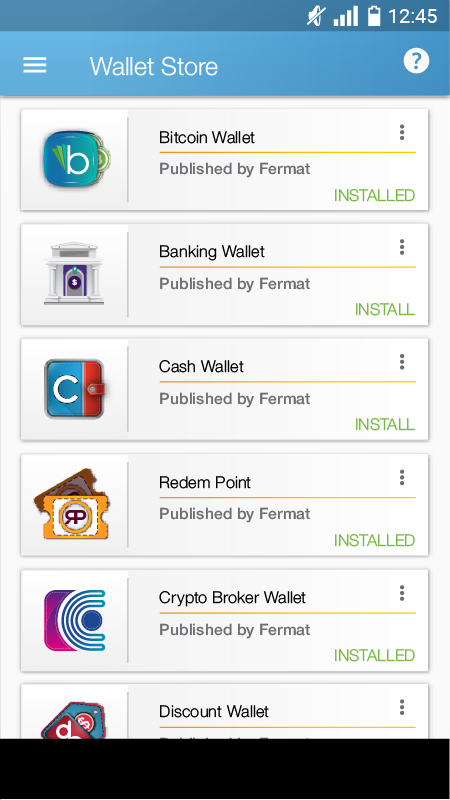 12:45
Wallet Store
?
b
Bitcoin Wallet
Published by Fermat
INSTALLED
$
Banking Wallet
Published by Fermat
INSTALL
C
Cash Wallet
Published by Fermat
INSTALL
RP
Redem Point
Published by Fermat
INSTALLED
Crypto Broker Wallet
Published by Fermat
INSTALLED
Discount Wallet